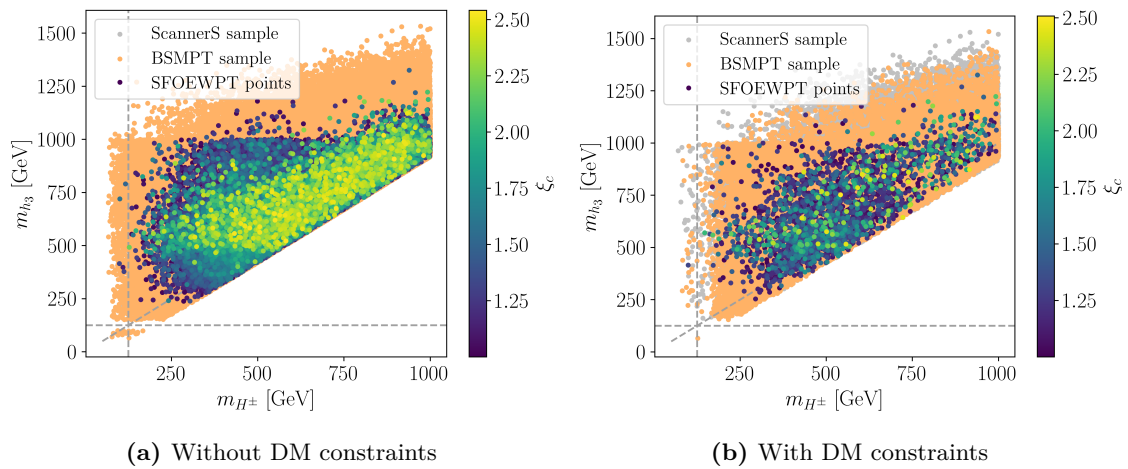 ScannerS sample
BSMPT sample
SFOEWPT points
1500
1250
1000
750
500
250
0
m_{h_3} [GeV]
250
500
750
1000
m_{H^±} [GeV]
2.50
2.25
2.00
1.75
1.50
1.25
ξ_c
(a) Without DM constraints
ScannerS sample
BSMPT sample
SFOEWPT points
1500
1250
1000
750
500
250
0
m_{h_3} [GeV]
250
500
750
1000
m_{H^±} [GeV]
2.50
2.25
2.00
1.75
1.50
1.25
ξ_c
(b) With DM constraints